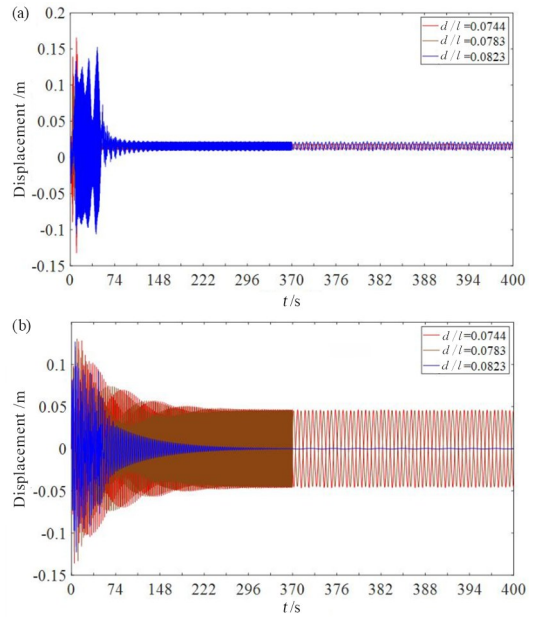 (a)
0.2
0.15
0.1
0.05
0
-0.05
-0.1
-0.15
Displacement /m
d/l=0.0744
d/l=0.0783
d/l=0.0823
0 74 148 222 296 370 376 382 388 394 400
t/s
(b)
0.1
0.05
0
-0.05
-0.1
-0.15
Displacement /m
d/l=0.0744
d/l=0.0783
d/l=0.0823
0 74 148 222 296 370 376 382 388 394 400
t/s